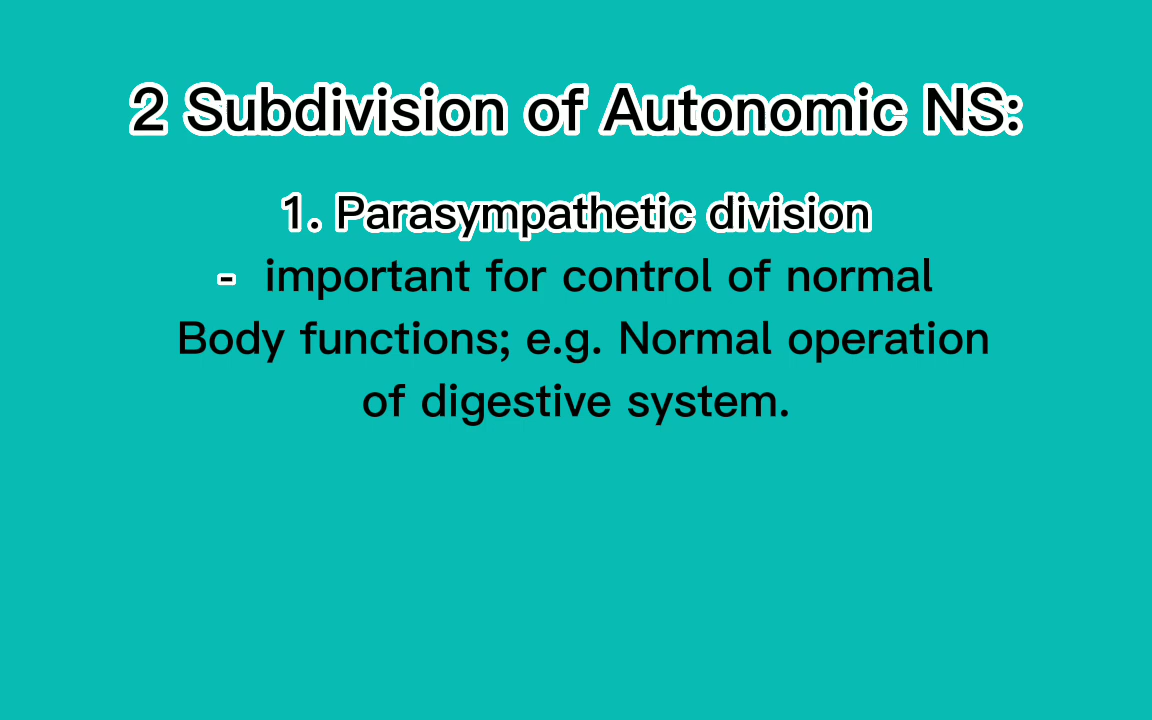 2 Subdivision of Autonomic NS:
1. Parasympathetic division
- important for control of normal
Body functions; e.g. Normal operation
of digestive system.